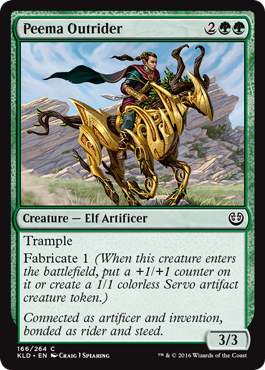 Peema Outrider 2
Creature — Elf Artificer
Trample
Fabricate 1 (When this creature enters
the battlefield, put a +1/+1 counter on
it or create a 1/1 colorless Servo artifact
creature token.)
Connected as artificer and invention,
bonded as rider and steed.
3/3
166/264 C
KLD • EN Craig J Spearing
™ & © 2016 Wizards of the Coast